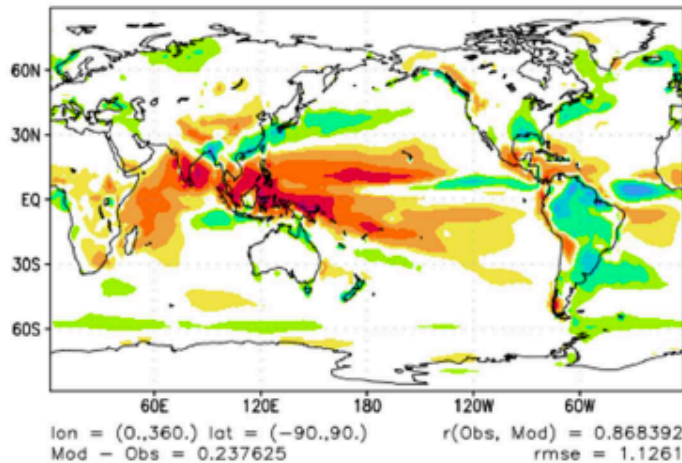 60N
30N
EQ
30S
60S
60E 120E 180 120W 60W
lon = (0.,360.) lat = (-90.,90.) r(Obs, Mod) = 0.868392
Mod - Obs = 0.237625 rmse = 1.1261